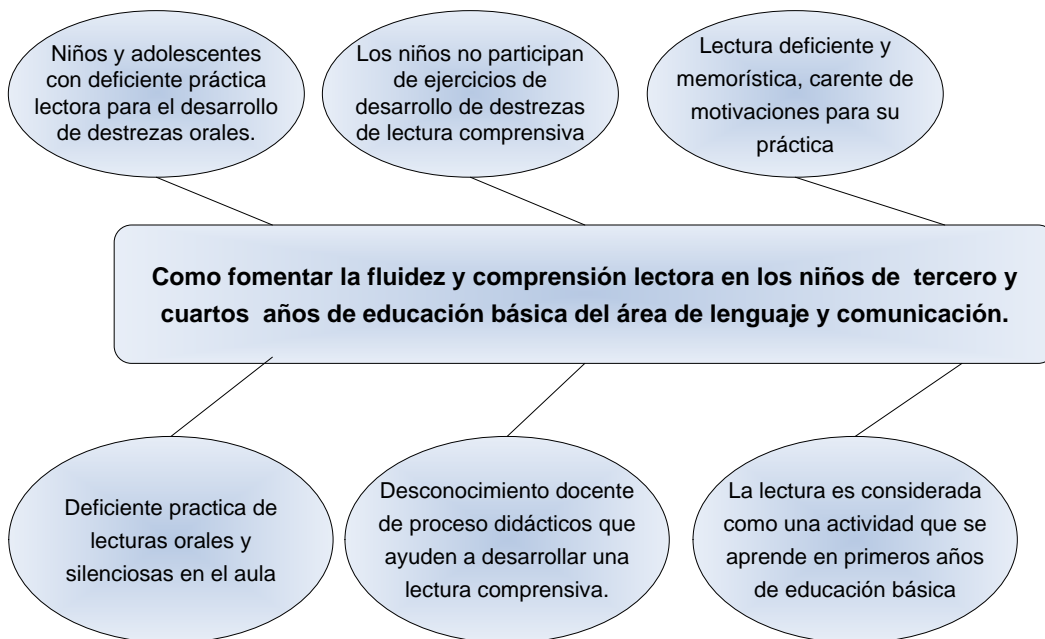 Niños y adolescentes
con deficiente práctica
lectora para el desarrollo
de destrezas orales.
Los niños no participan
de ejercicios de
desarrollo de destrezas
de lectura comprensiva
Lectura deficiente y
memorística, carente de
motivaciones para su
práctica
Como fomentar la fluidez y comprensión lectora en los niños de tercero y
cuartos años de educación básica del área de lenguaje y comunicación.
Deficiente practica de
lecturas orales y
silenciosas en el aula
Desconocimiento docente
de proceso didácticos que
ayuden a desarrollar una
lectura comprensiva.
La lectura es considerada
como una actividad que se
aprende en primeros años
de educación básica